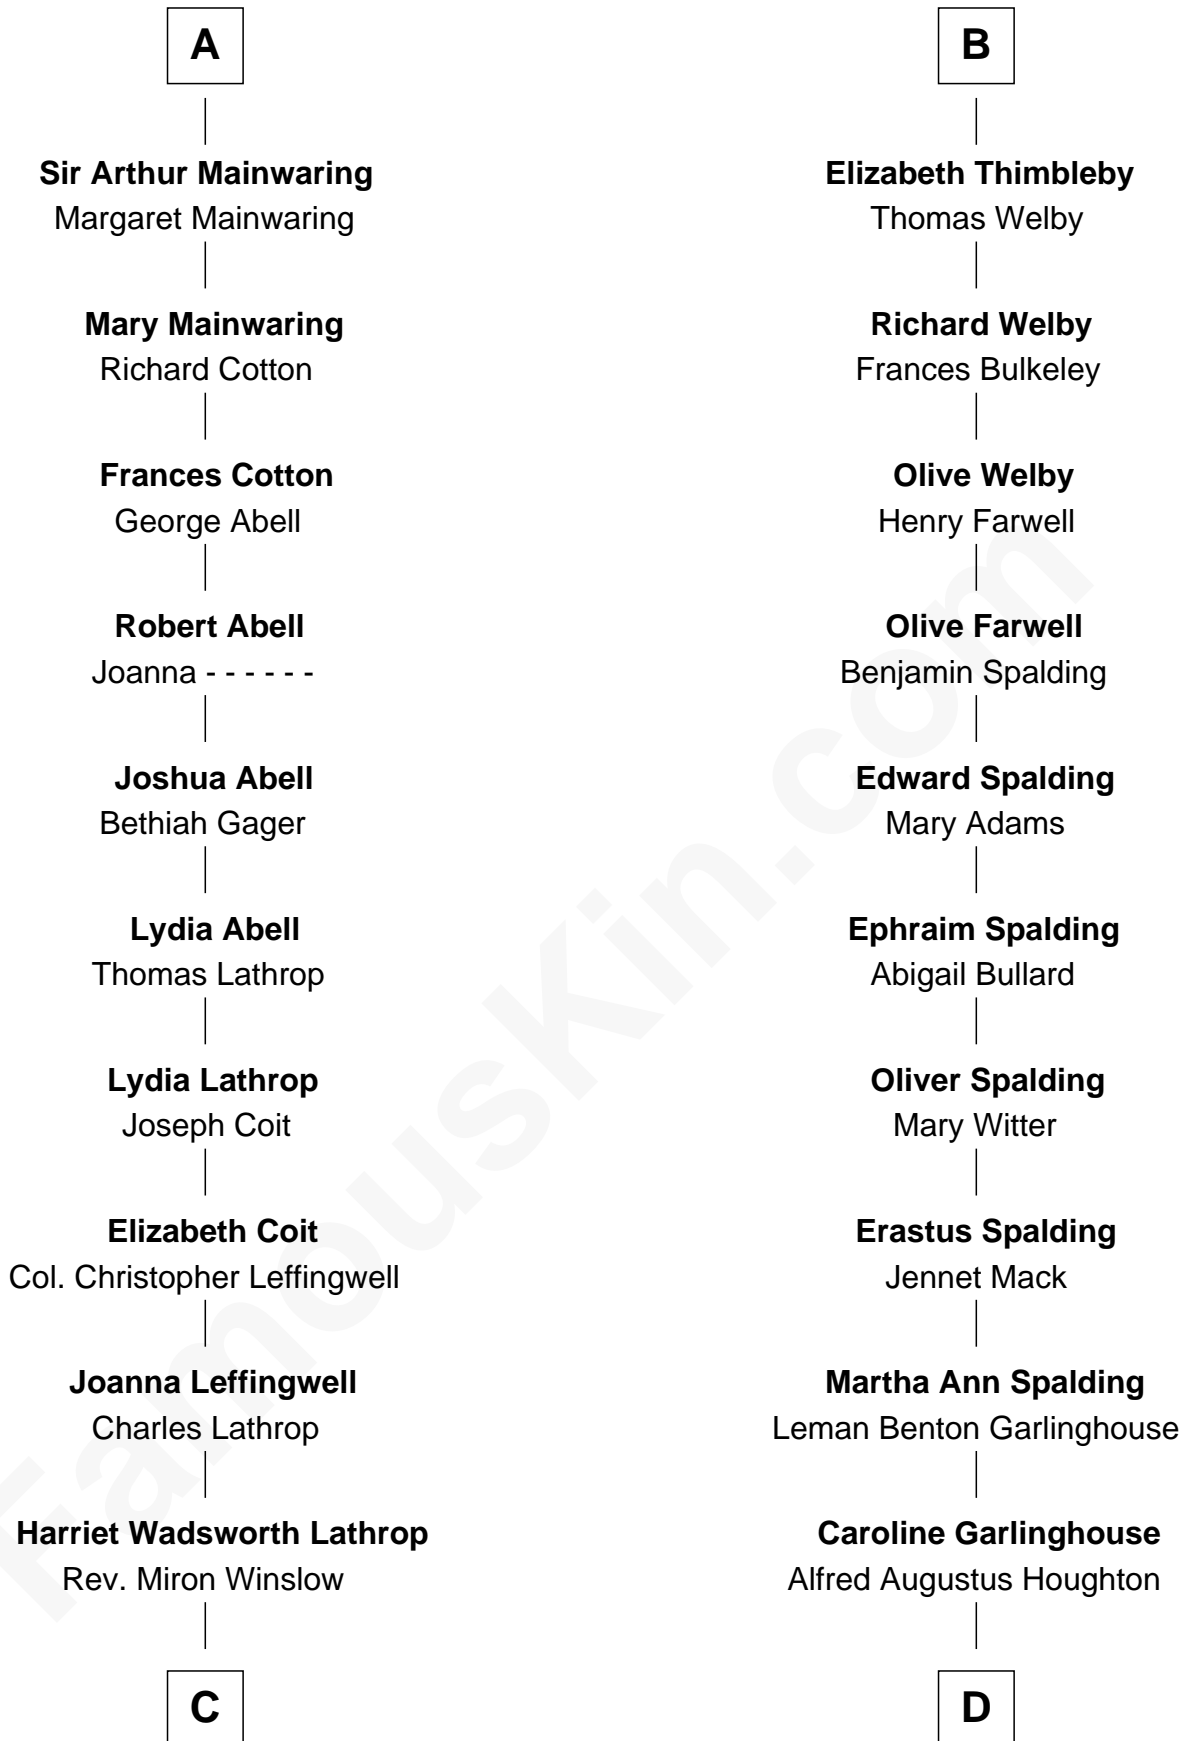 A
Sir Arthur Mainwaring
Margaret Mainwaring
Mary Mainwaring
Richard Cotton
Frances Cotton
George Abell
Robert Abell
Joanna - - - - - -
Joshua Abell
Bethiah Gager
Lydia Abell
Thomas Lathrop
Lydia Lathrop
Joseph Coit
Elizabeth Coit
Col. Christopher Leffingwell
Joanna Leffingwell
Charles Lathrop
Harriet Wadsworth Lathrop
Rev. Miron Winslow
C
B
Elizabeth Thimbleby
Thomas Welby
Richard Welby
Frances Bulkeley
Olive Welby
Henry Farwell
Olive Farwell
Benjamin Spalding
Edward Spalding
Mary Adams
Ephraim Spalding
Abigail Bullard
Oliver Spalding
Mary Witter
Erastus Spalding
Jennet Mack
Martha Ann Spalding
Leman Benton Garlinghouse
Caroline Garlinghouse
Alfred Augustus Houghton
D
FamousKin.com